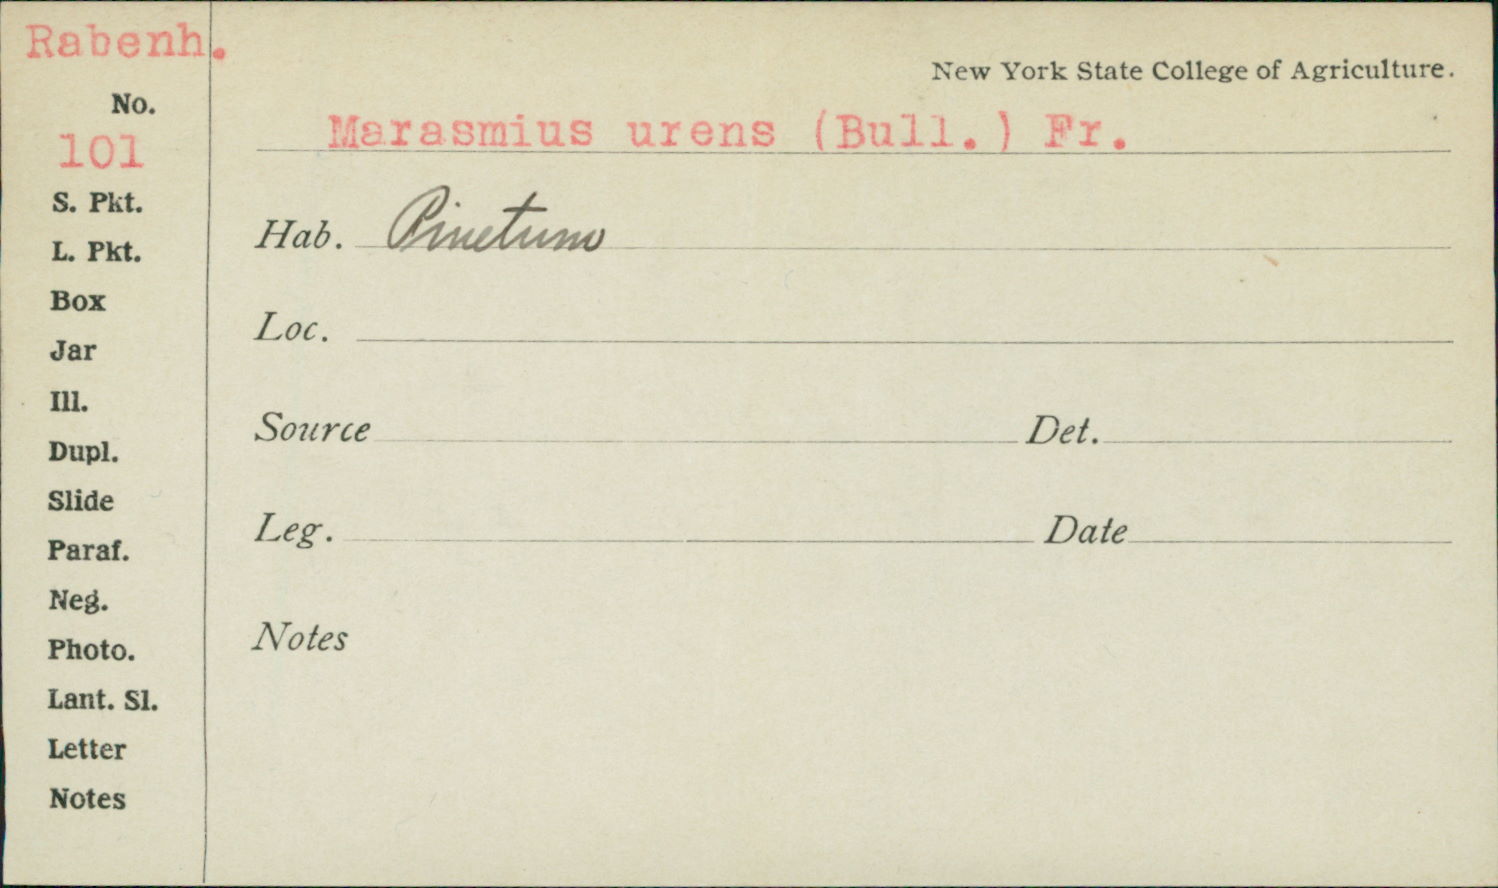 Rabenh.
New York State College of Agriculture.
No.
101
Marasmius urens (Bull.) Fr.
S. Pkt.
Hab. Pinetum
L. Pkt.
Box
Loc.
Jar
Ill.
Source Det.
Dupl.
Slide
Leg. Date
Paraf.
Neg.
Notes
Photo.
Lant. Sl.
Letter
Notes